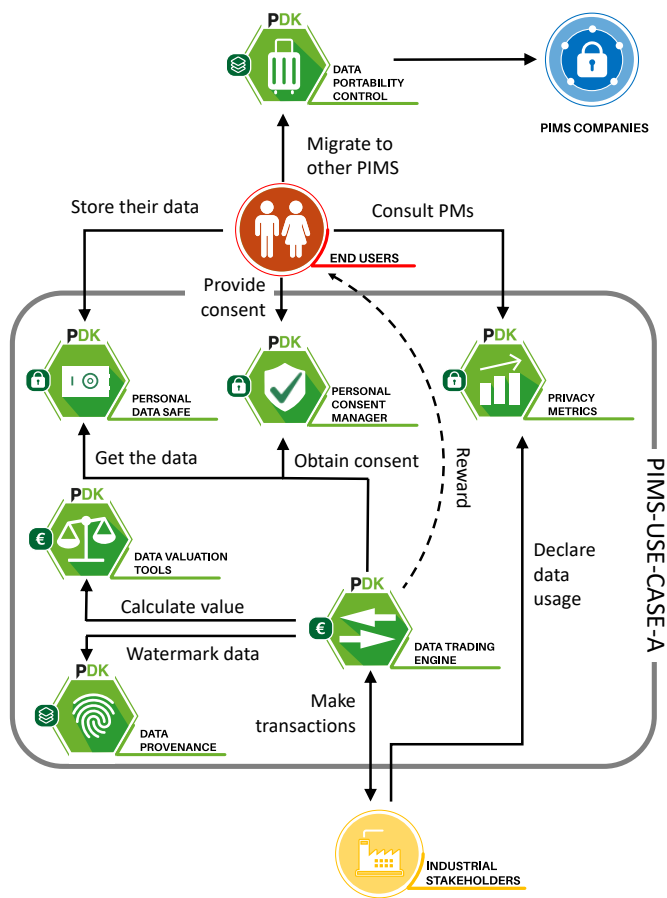 PDK
DATA
PORTABILITY
CONTROL
PIMS COMPANIES
Migrate to
other PIMS
Store their data
Consult PMs
END USERS
Provide
consent
PDK
PERSONAL
DATA SAFE
PDK
PERSONAL
CONSENT
MANAGER
PDK
PRIVACY
METRICS
Get the data
Obtain consent
Reward
PIMS-USE-CASE-A
PDK
€
DATA VALUATION
TOOLS
Declare
data
usage
Calculate value
PDK
€
DATA TRADING
ENGINE
Watermark data
PDK
DATA
PROVENANCE
Make
transactions
INDUSTRIAL
STAKEHOLDERS